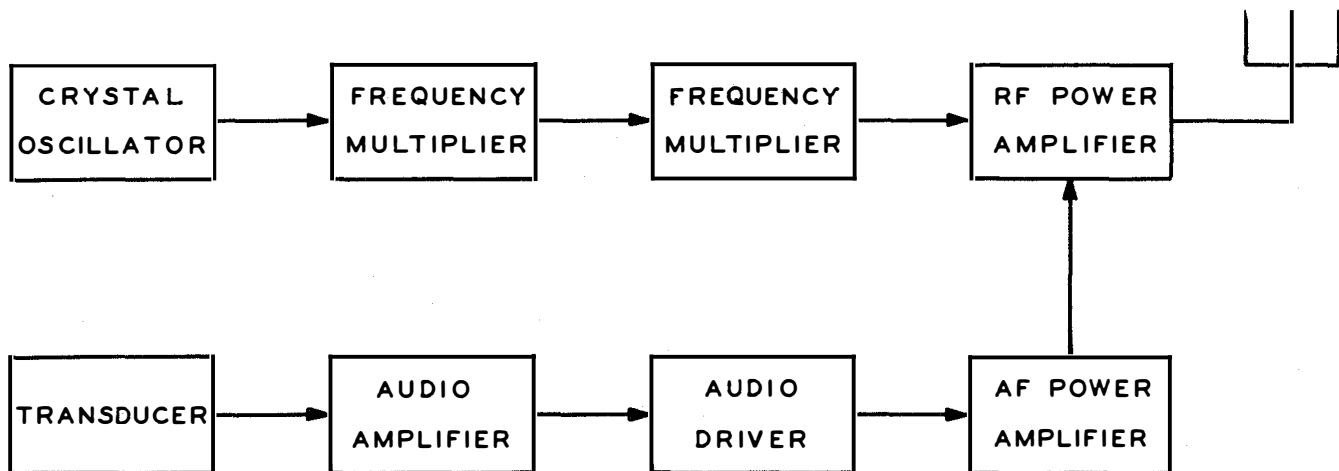 CRYSTAL
OSCILLATOR
FREQUENCY
MULTIPLIER
FREQUENCY
MULTIPLIER
RF POWER
AMPLIFIER
TRANSDUCER
AUDIO
AMPLIFIER
AUDIO
DRIVER
AF POWER
AMPLIFIER